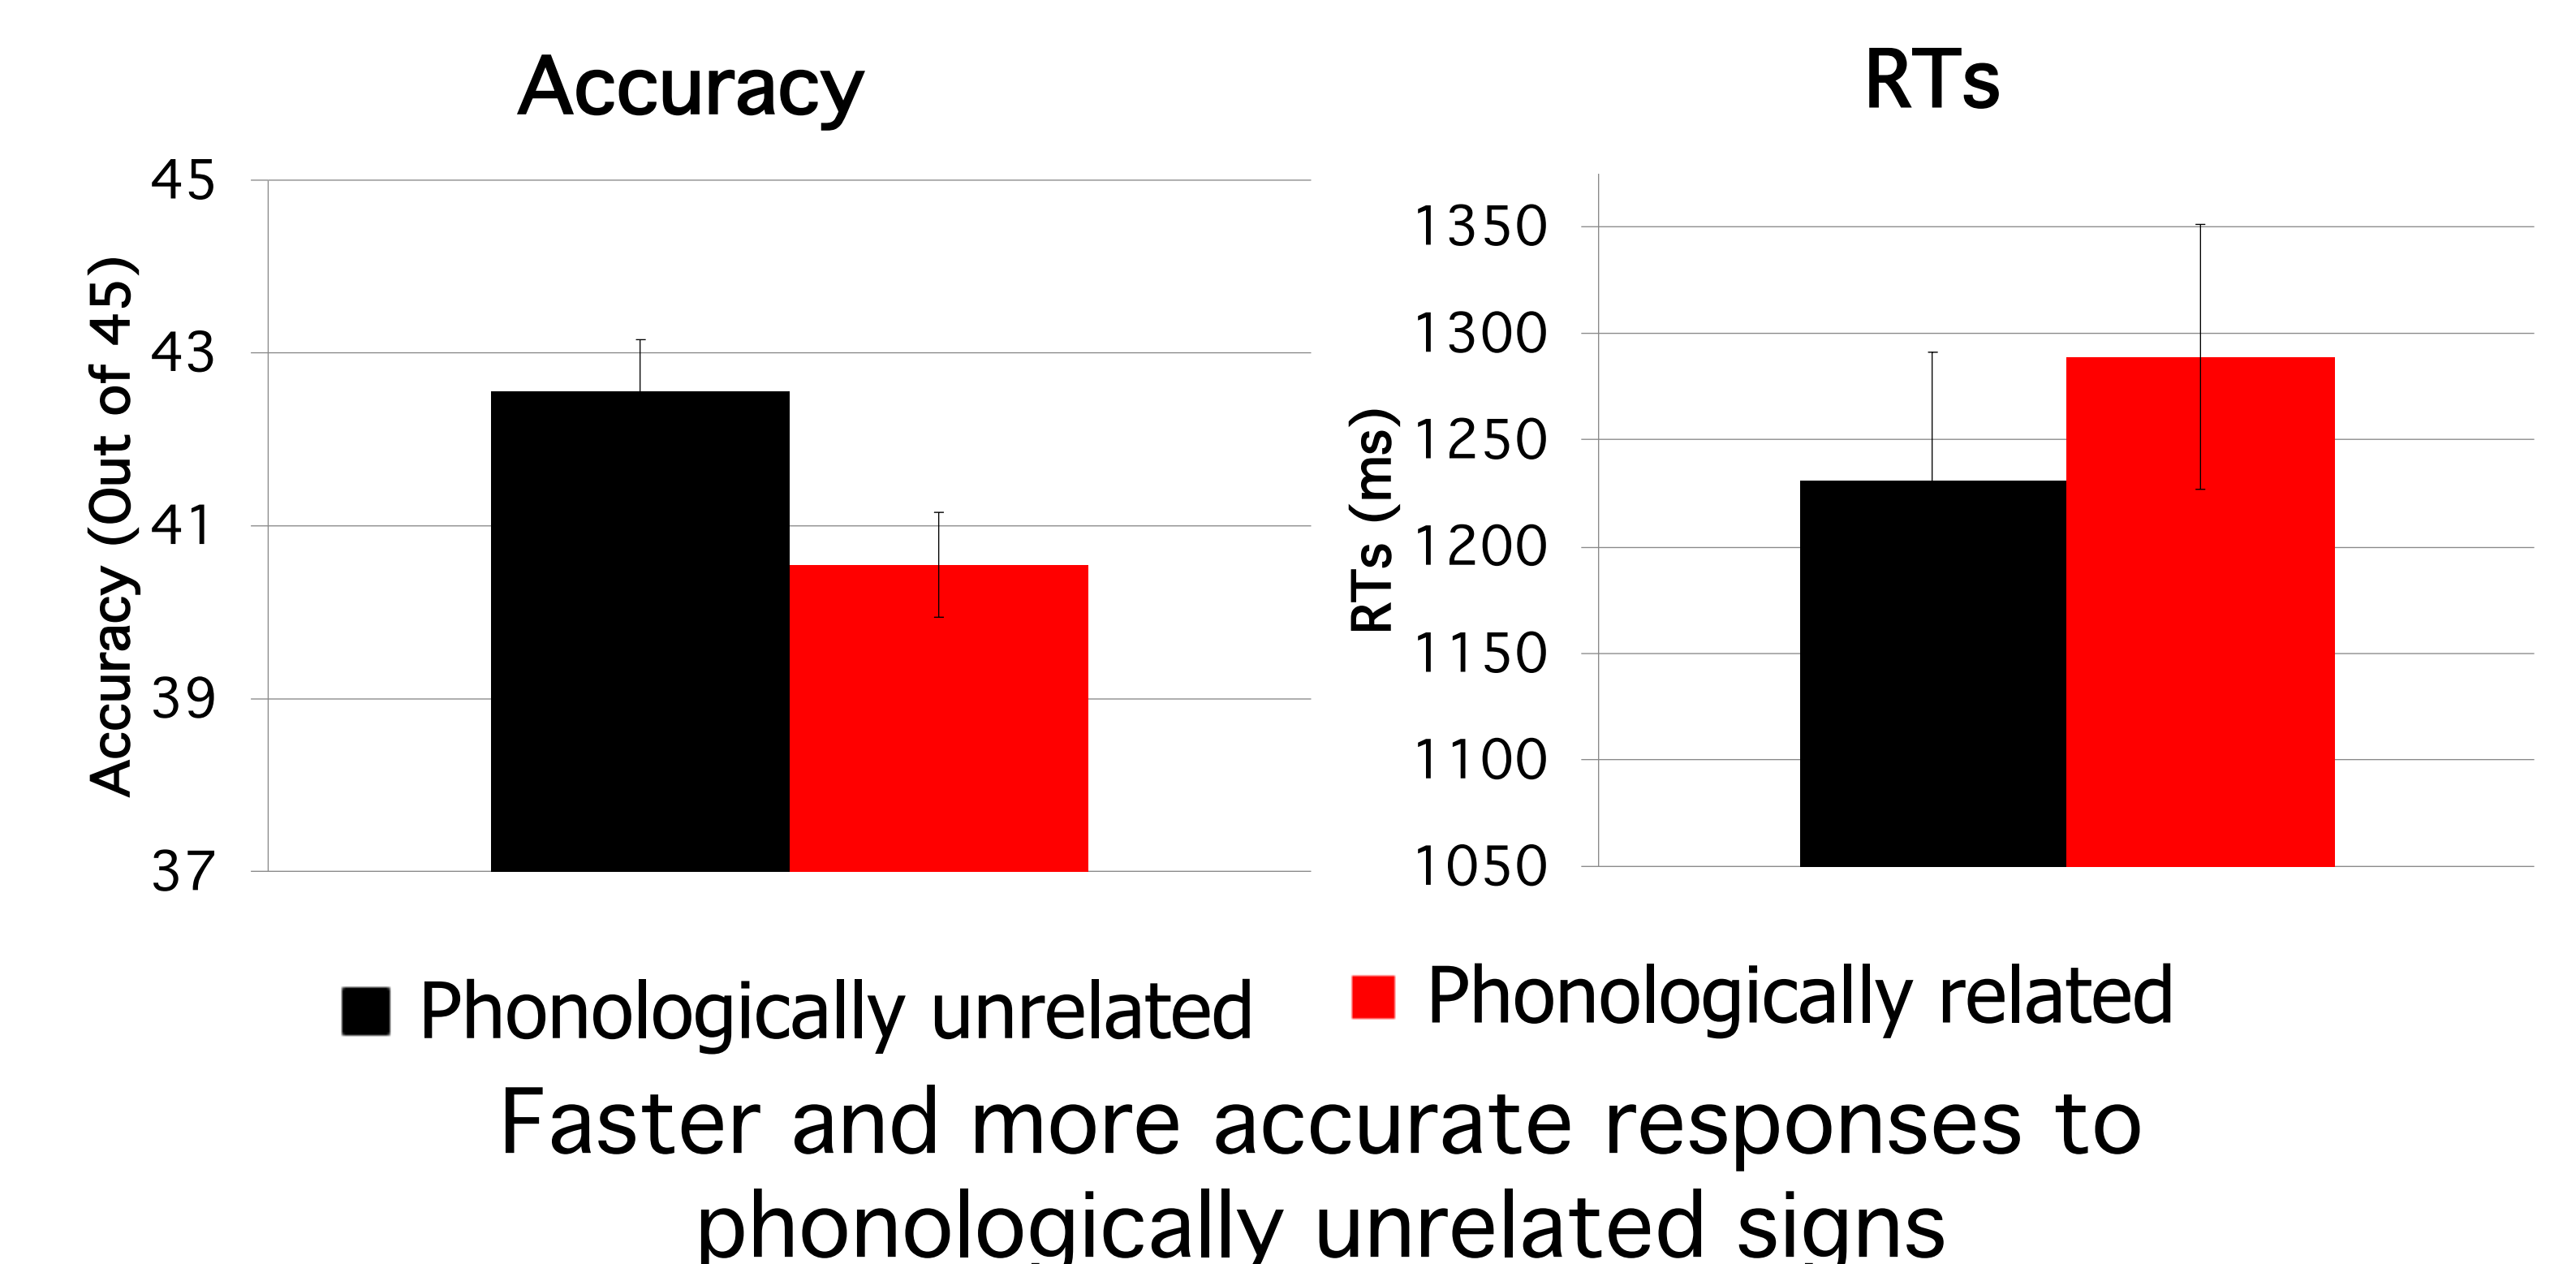 Accuracy
45
43
41
39
37
Accuracy (Out of 45)
RTs
1350
1300
1250
1200
1150
1100
1050
RTs (ms)
Phonologically unrelated
Phonologically related
Faster and more accurate responses to
phonologically unrelated signs